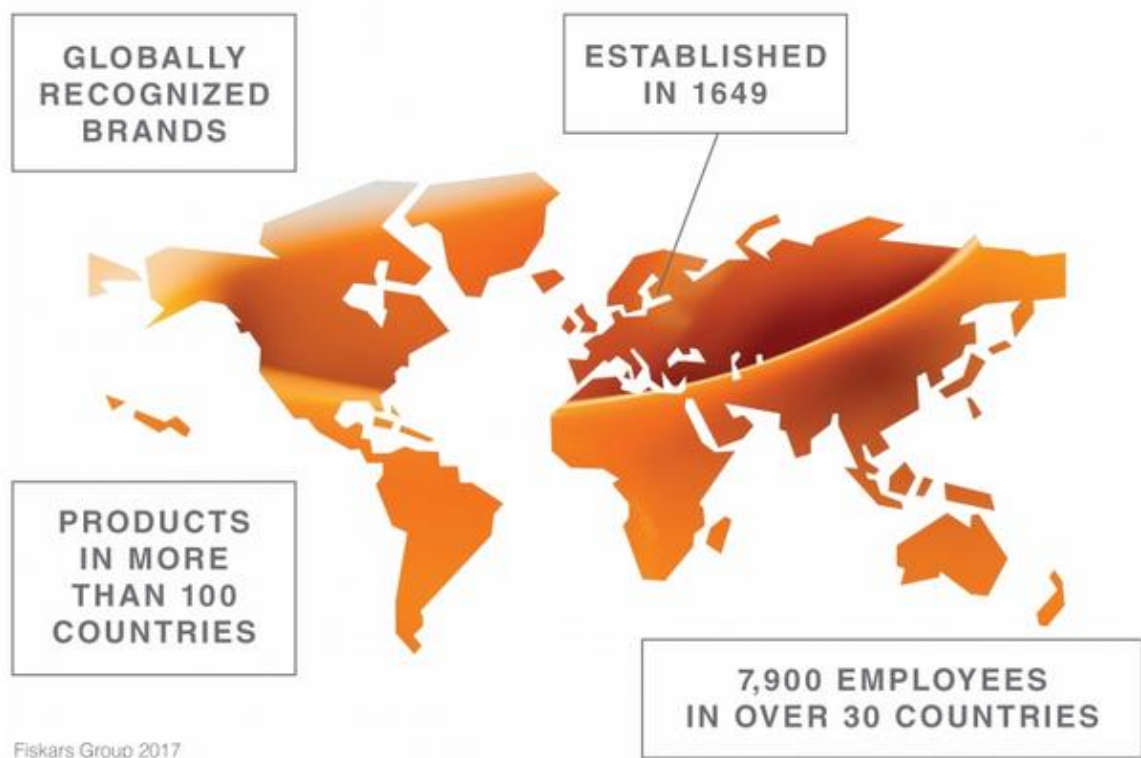 GLOBALLY
RECOGNIZED
BRANDS
ESTABLISHED
IN 1649
PRODUCTS
IN MORE
THAN 100
COUNTRIES
7,900 EMPLOYEES
IN OVER 30 COUNTRIES
Fiskars Group 2017